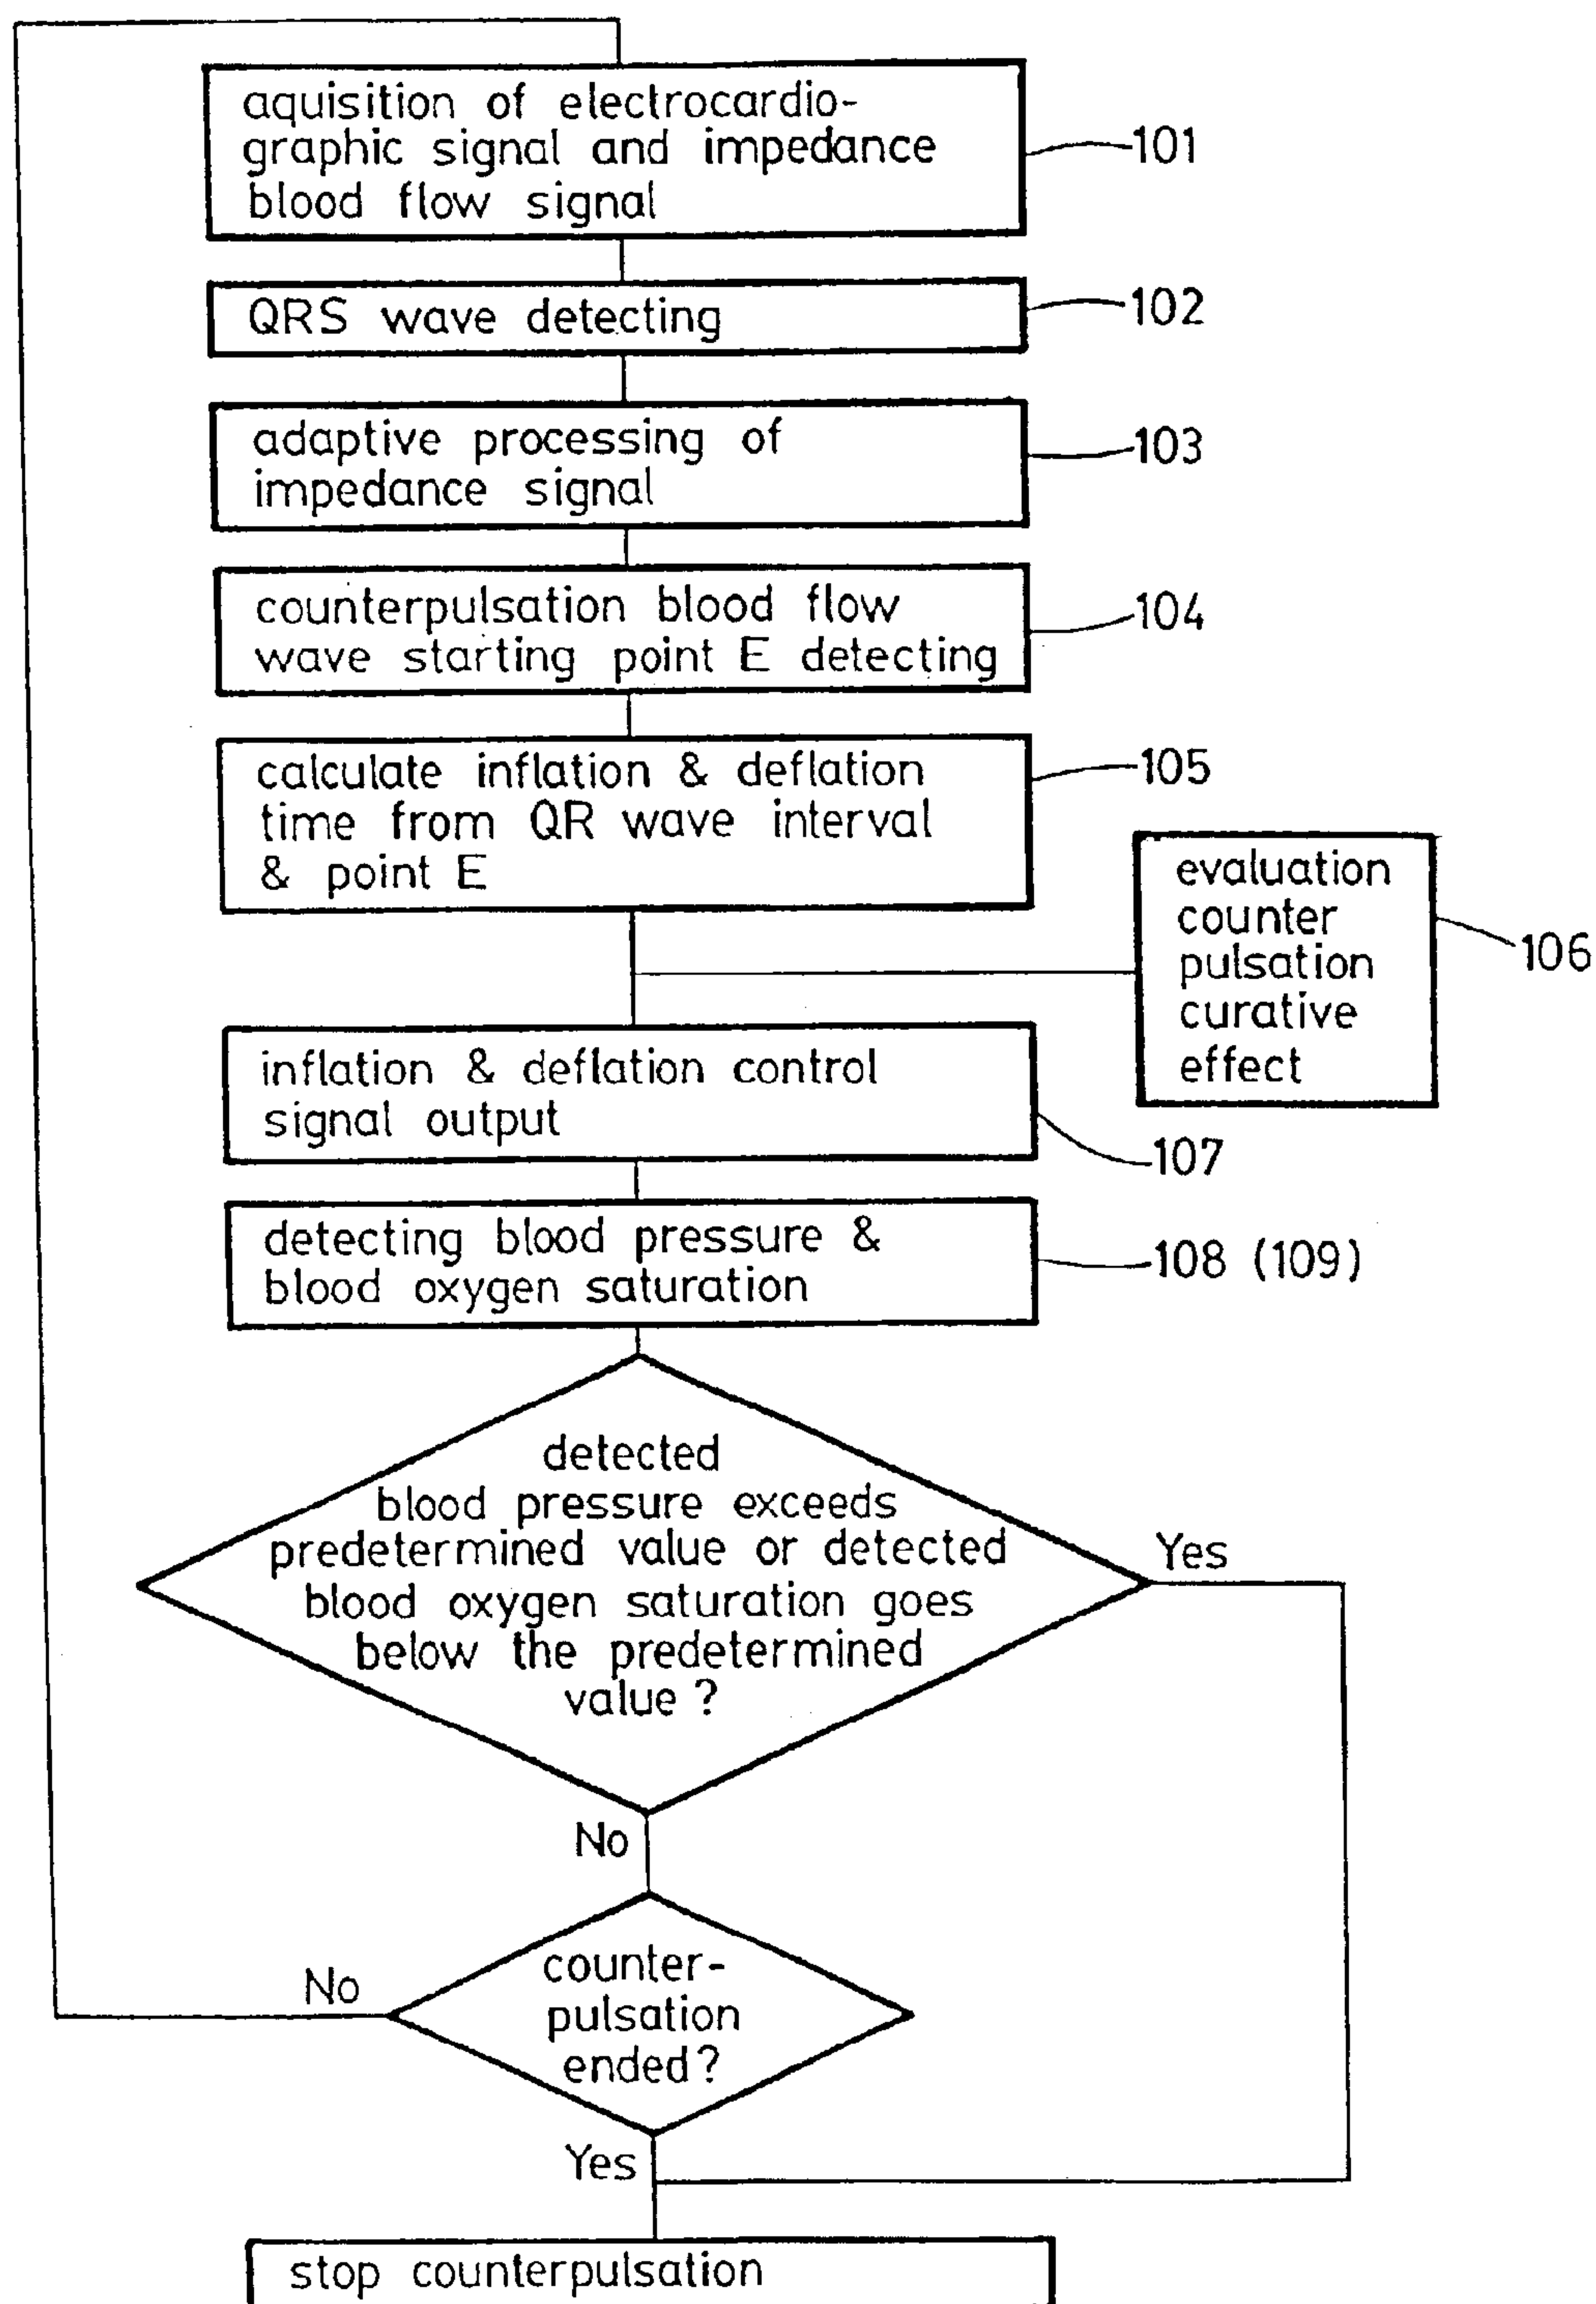 aquisition of electrocardio-
graphic signal and impedance
blood flow signal
101
QRS wave detecting
102
adaptive processing of
impedance signal
103
counterpulsation blood flow
wave starting point E detecting
104
calculate inflation & deflation
time from QR wave interval
& point E
105
evaluation
counter
pulsation
curative
effect
106
inflation & deflation control
signal output
107
detecting blood pressure &
blood oxygen saturation
108 (109)
detected
blood pressure exceeds
predetermined value or detected
blood oxygen saturation goes
below the predetermined
value ?
Yes
No
counter-
pulsation
ended?
No
Yes
stop counterpulsation